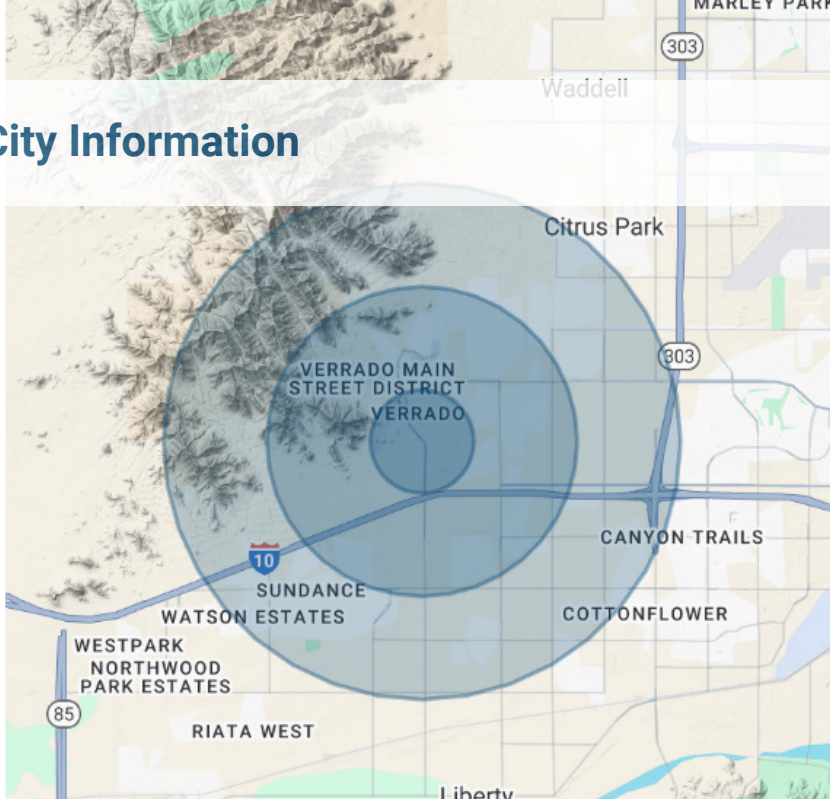 MARLEY PARK
303
Waddell
City Information
Citrus Park
303
VERRADO MAIN
STREET DISTRICT
VERRADO
10
CANYON TRAILS
SUNDANCE
WATSON ESTATES
COTTONFLOWER
WESTPARK
NORTHWOOD
PARK ESTATES
85
RIATA WEST
Liberty